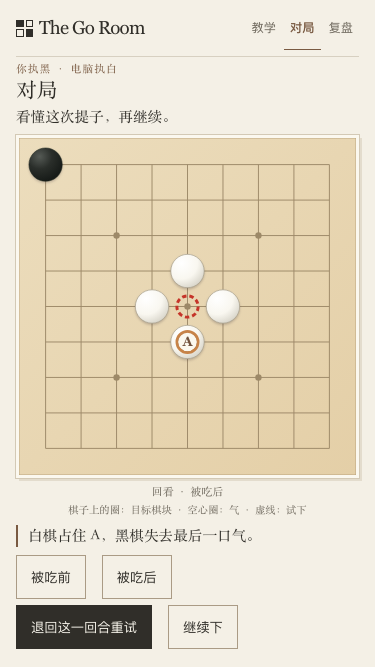 The Go Room
教学 对局 复盘
你执黑 · 电脑执白
对局
看懂这次提子，再继续。
A
回看 · 被吃后
棋子上的圈：目标棋块 · 空心圈：气 · 虚线：试下
白棋占住 A，黑棋失去最后一口气。
被吃前 被吃后
退回这一回合重试 继续下